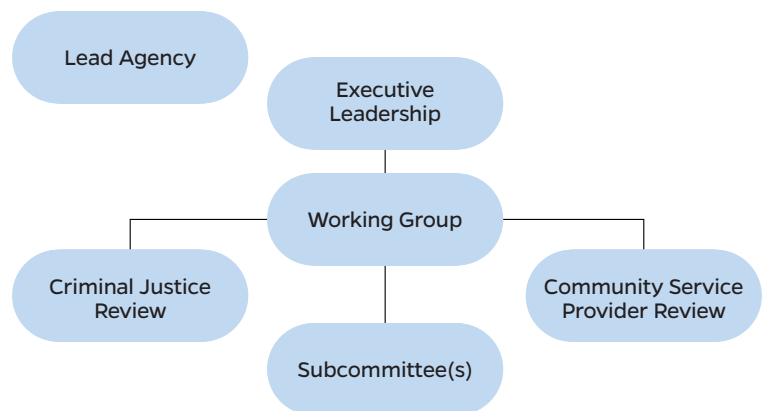 Lead Agency
Executive
Leadership
Working Group
Criminal Justice
Review
Community Service
Provider Review
Subcommittee(s)